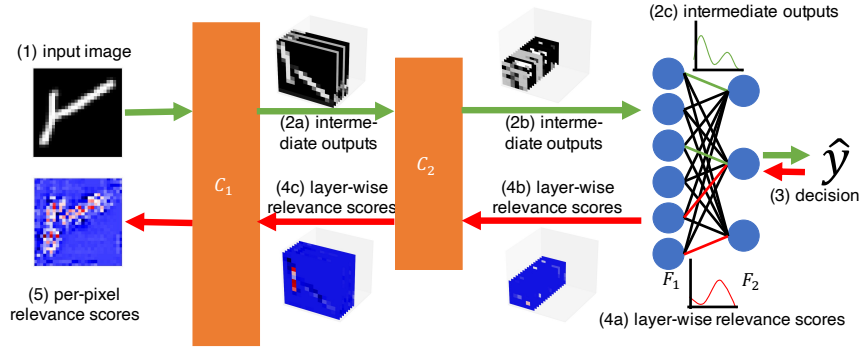 (2c) intermediate outputs
(1) input image
(2a) interme-
diate outputs
(2b) interme-
diate outputs
C₁
C₂
ŷ
(4c) layer-wise
relevance scores
(4b) layer-wise
relevance scores
(3) decision
(5) per-pixel
relevance scores
F₁
F₂
(4a) layer-wise relevance scores